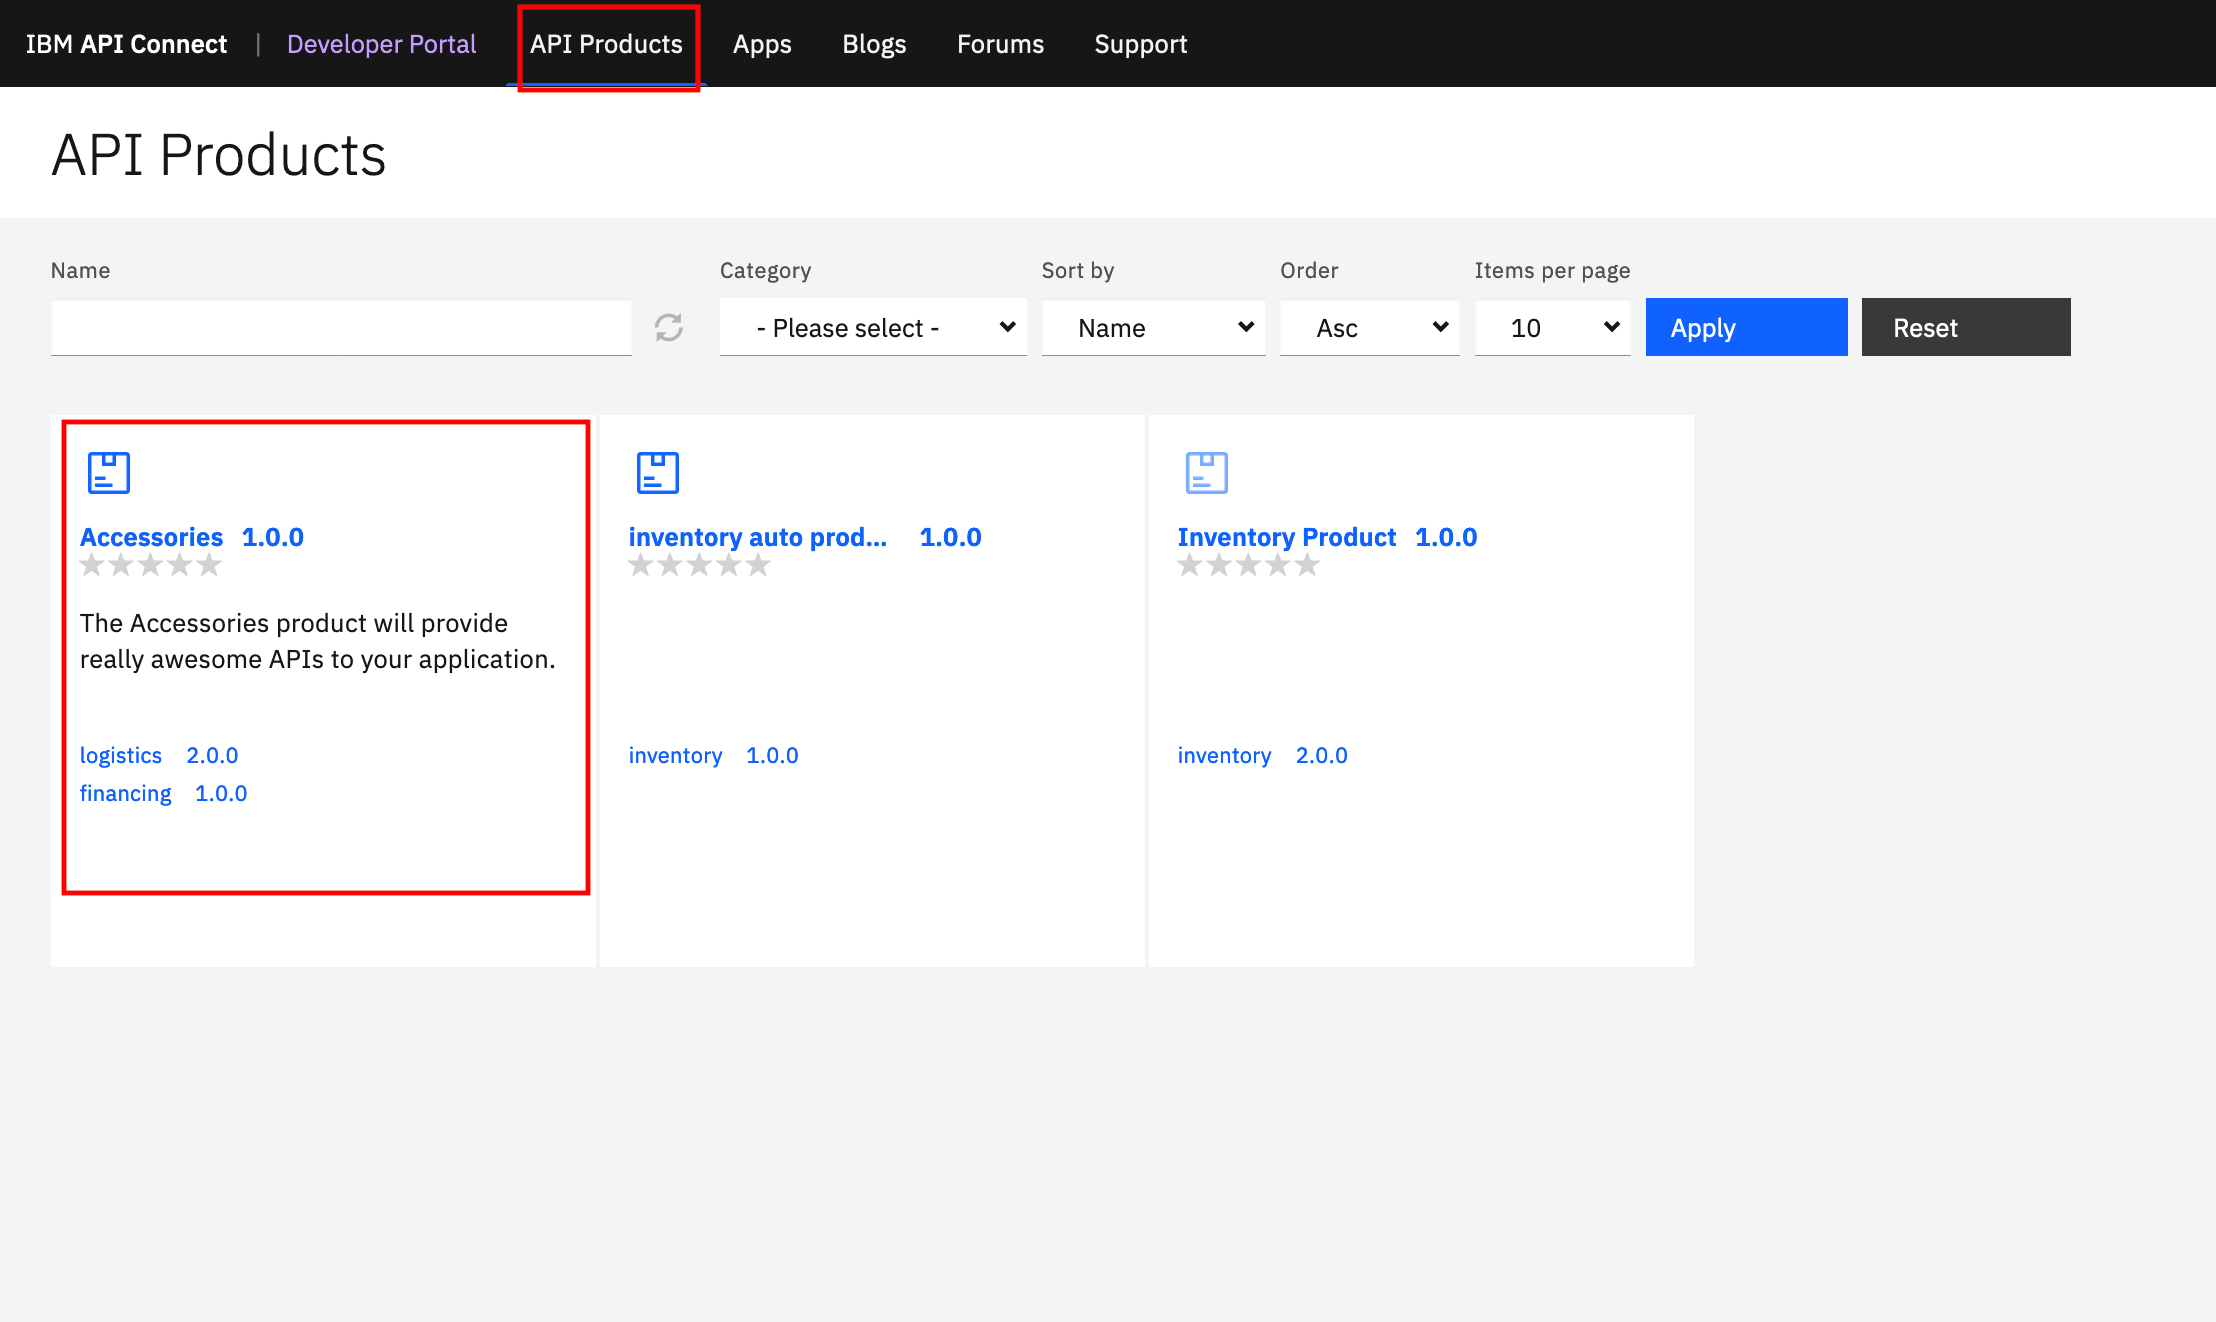 IBM API Connect | Developer Portal API Products Apps Blogs Forums Support
API Products
Name Category Sort by Order Items per page
- Please select - Name Asc 10 Apply Reset
Accessories 1.0.0
The Accessories product will provide
really awesome APIs to your application.
logistics 2.0.0
financing 1.0.0
inventory auto prod... 1.0.0
inventory 1.0.0
Inventory Product 1.0.0
inventory 2.0.0